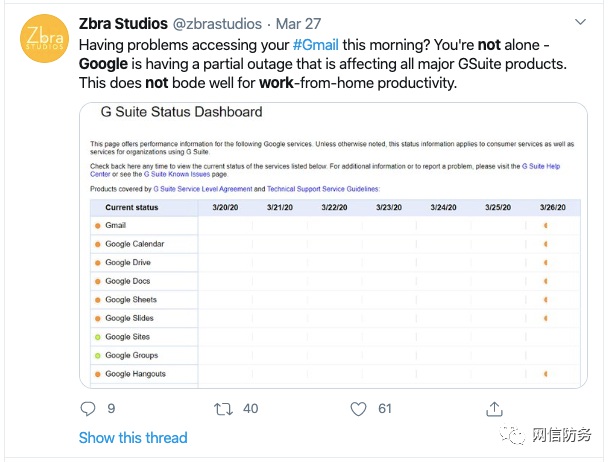 Zbra
STUDIOS
Zbra Studios @zbrastudios · Mar 27
Having problems accessing your #Gmail this morning? You're not alone -
Google is having a partial outage that is affecting all major GSuite products.
This does not bode well for work-from-home productivity.
G Suite Status Dashboard
This page offers performance information for the following Google services. Unless otherwise noted, this status information applies to consumer services as well as
services for organizations using G Suite.
Check back here any time to view the current status of the services listed below. For additional information or to report a problem, please visit the G Suite Help
Center or see the G Suite Known Issues page
Products covered by G Suite Service Level Agreement and Technical Support Service Guidelines:
Current status 3/20/20 3/21/20 3/22/20 3/23/20 3/24/20 3/25/20 3/26/20
Gmail
Google Calendar
Google Drive
Google Docs
Google Sheets
Google Slides
Google Sites
Google Groups
Google Hangouts
9 40 61
Show this thread
网信防务